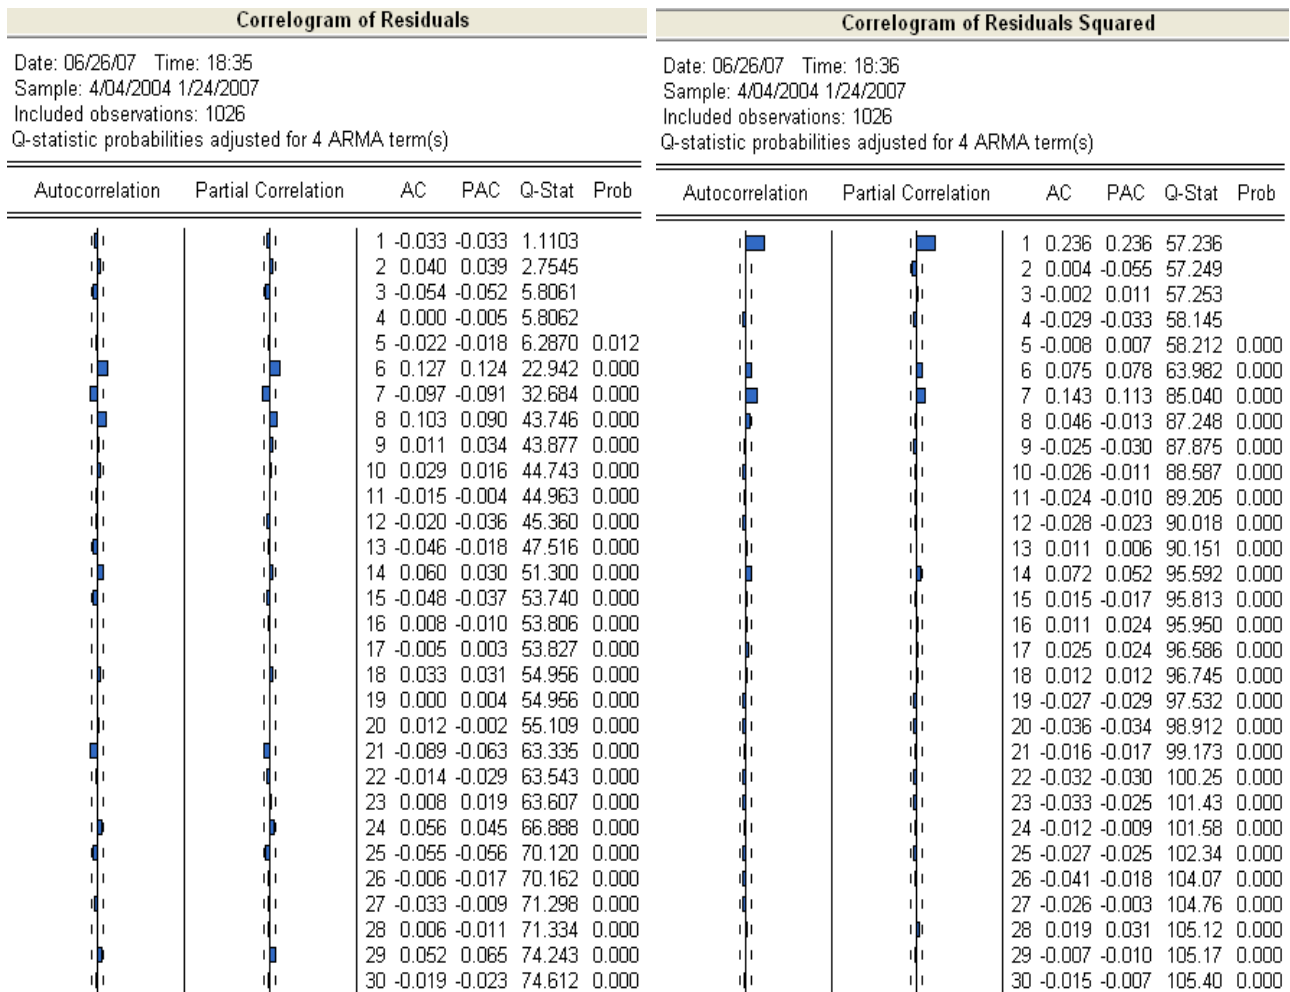 Correlogram of Residuals
Date: 06/26/07 Time: 18:35
Sample: 4/04/2004 1/24/2007
Included observations: 1026
Q-statistic probabilities adjusted for 4 ARMA term(s)
Autocorrelation Partial Correlation AC PAC Q-Stat Prob
1 -0.033 -0.033 1.1103
2 0.040 0.039 2.7545
3 -0.054 -0.052 5.8061
4 0.000 -0.005 5.8062
5 -0.022 -0.018 6.2870 0.012
6 0.127 0.124 22.942 0.000
7 -0.097 -0.091 32.684 0.000
8 0.103 0.090 43.746 0.000
9 0.011 0.034 43.877 0.000
10 0.029 0.016 44.743 0.000
11 -0.015 -0.004 44.963 0.000
12 -0.020 -0.036 45.360 0.000
13 -0.046 -0.018 47.516 0.000
14 0.060 0.030 51.300 0.000
15 -0.048 -0.037 53.740 0.000
16 0.008 -0.010 53.806 0.000
17 -0.005 0.003 53.827 0.000
18 0.033 0.031 54.956 0.000
19 0.000 0.004 54.956 0.000
20 0.012 -0.002 55.109 0.000
21 -0.089 -0.063 63.335 0.000
22 -0.014 -0.029 63.543 0.000
23 0.008 0.019 63.607 0.000
24 0.056 0.045 66.888 0.000
25 -0.055 -0.056 70.120 0.000
26 -0.006 -0.017 70.162 0.000
27 -0.033 -0.009 71.298 0.000
28 0.006 -0.011 71.334 0.000
29 0.052 0.065 74.243 0.000
30 -0.019 -0.023 74.612 0.000
Correlogram of Residuals Squared
Date: 06/26/07 Time: 18:36
Sample: 4/04/2004 1/24/2007
Included observations: 1026
Q-statistic probabilities adjusted for 4 ARMA term(s)
Autocorrelation Partial Correlation AC PAC Q-Stat Prob
1 0.236 0.236 57.236
2 0.004 -0.055 57.249
3 -0.002 0.011 57.253
4 -0.029 -0.033 58.145
5 -0.008 0.007 58.212 0.000
6 0.075 0.078 63.982 0.000
7 0.143 0.113 85.040 0.000
8 0.046 -0.013 87.248 0.000
9 -0.025 -0.030 87.875 0.000
10 -0.026 -0.011 88.587 0.000
11 -0.024 -0.010 89.205 0.000
12 -0.028 -0.023 90.018 0.000
13 0.011 0.006 90.151 0.000
14 0.072 0.052 95.592 0.000
15 0.015 -0.017 95.813 0.000
16 0.011 0.024 95.950 0.000
17 0.025 0.024 96.586 0.000
18 0.012 0.012 96.745 0.000
19 -0.027 -0.029 97.532 0.000
20 -0.036 -0.034 98.912 0.000
21 -0.016 -0.017 99.173 0.000
22 -0.032 -0.030 100.25 0.000
23 -0.033 -0.025 101.43 0.000
24 -0.012 -0.009 101.58 0.000
25 -0.027 -0.025 102.34 0.000
26 -0.041 -0.018 104.07 0.000
27 -0.026 -0.003 104.76 0.000
28 0.019 0.031 105.12 0.000
29 -0.007 -0.010 105.17 0.000
30 -0.015 -0.007 105.40 0.000